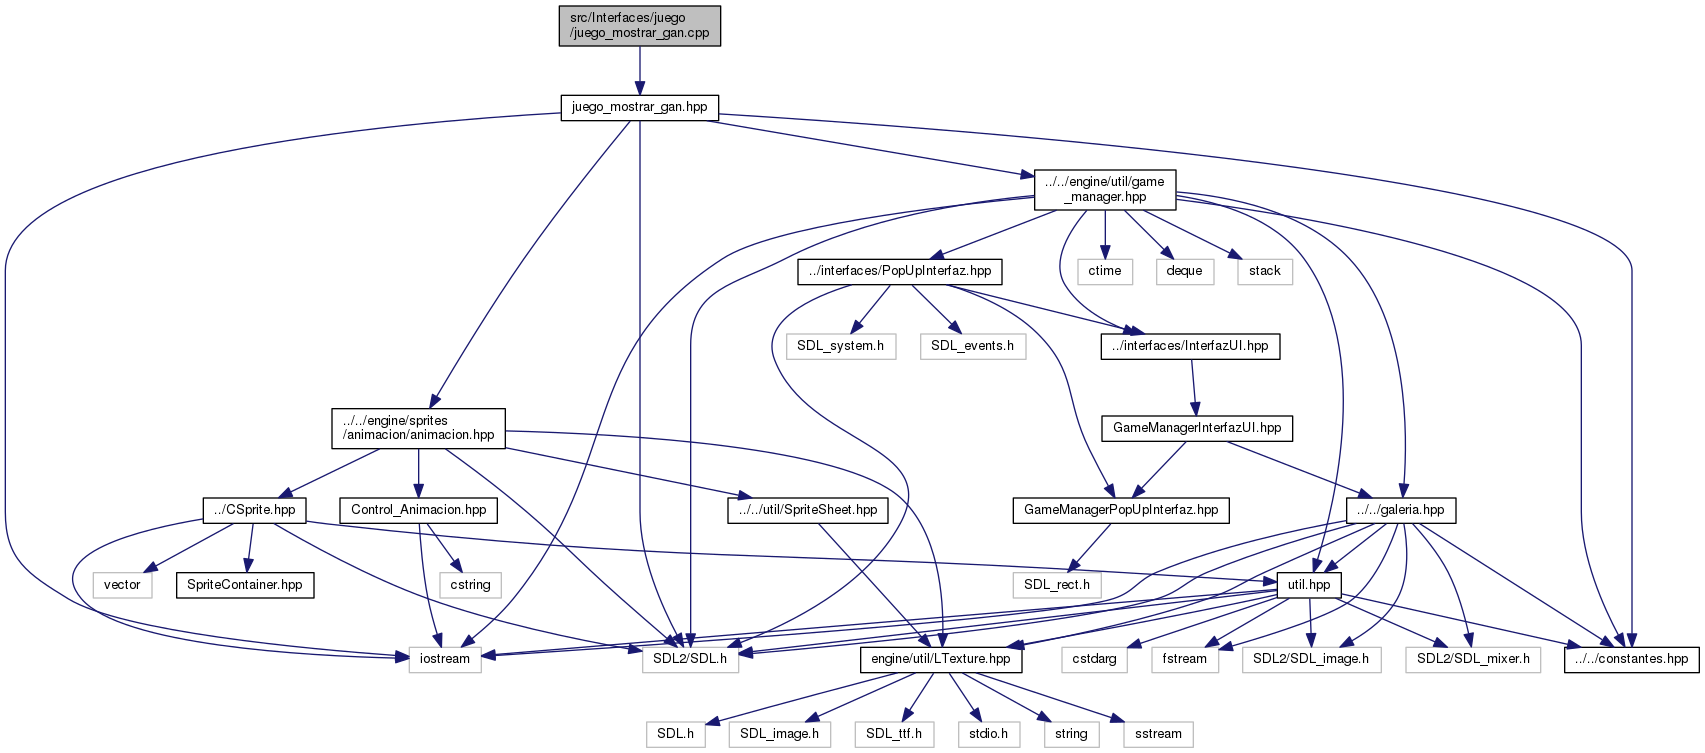 src/Interfaces/juego
/juego_mostrar_gan.cpp
juego_mostrar_gan.hpp
../../engine/util/game
_manager.hpp
../interfaces/PopUpInterfaz.hpp
ctime
deque
stack
SDL_system.h
SDL_events.h
../interfaces/InterfazUI.hpp
../../engine/sprites
/animacion/animacion.hpp
GameManagerInterfazUI.hpp
../CSprite.hpp
Control_Animacion.hpp
../../util/SpriteSheet.hpp
GameManagerPopUpInterfaz.hpp
../../galeria.hpp
vector
SpriteContainer.hpp
cstring
SDL_rect.h
util.hpp
iostream
SDL2/SDL.h
engine/util/LTexture.hpp
cstdarg
fstream
SDL2/SDL_image.h
SDL2/SDL_mixer.h
../../constantes.hpp
SDL.h
SDL_image.h
SDL_ttf.h
stdio.h
string
sstream